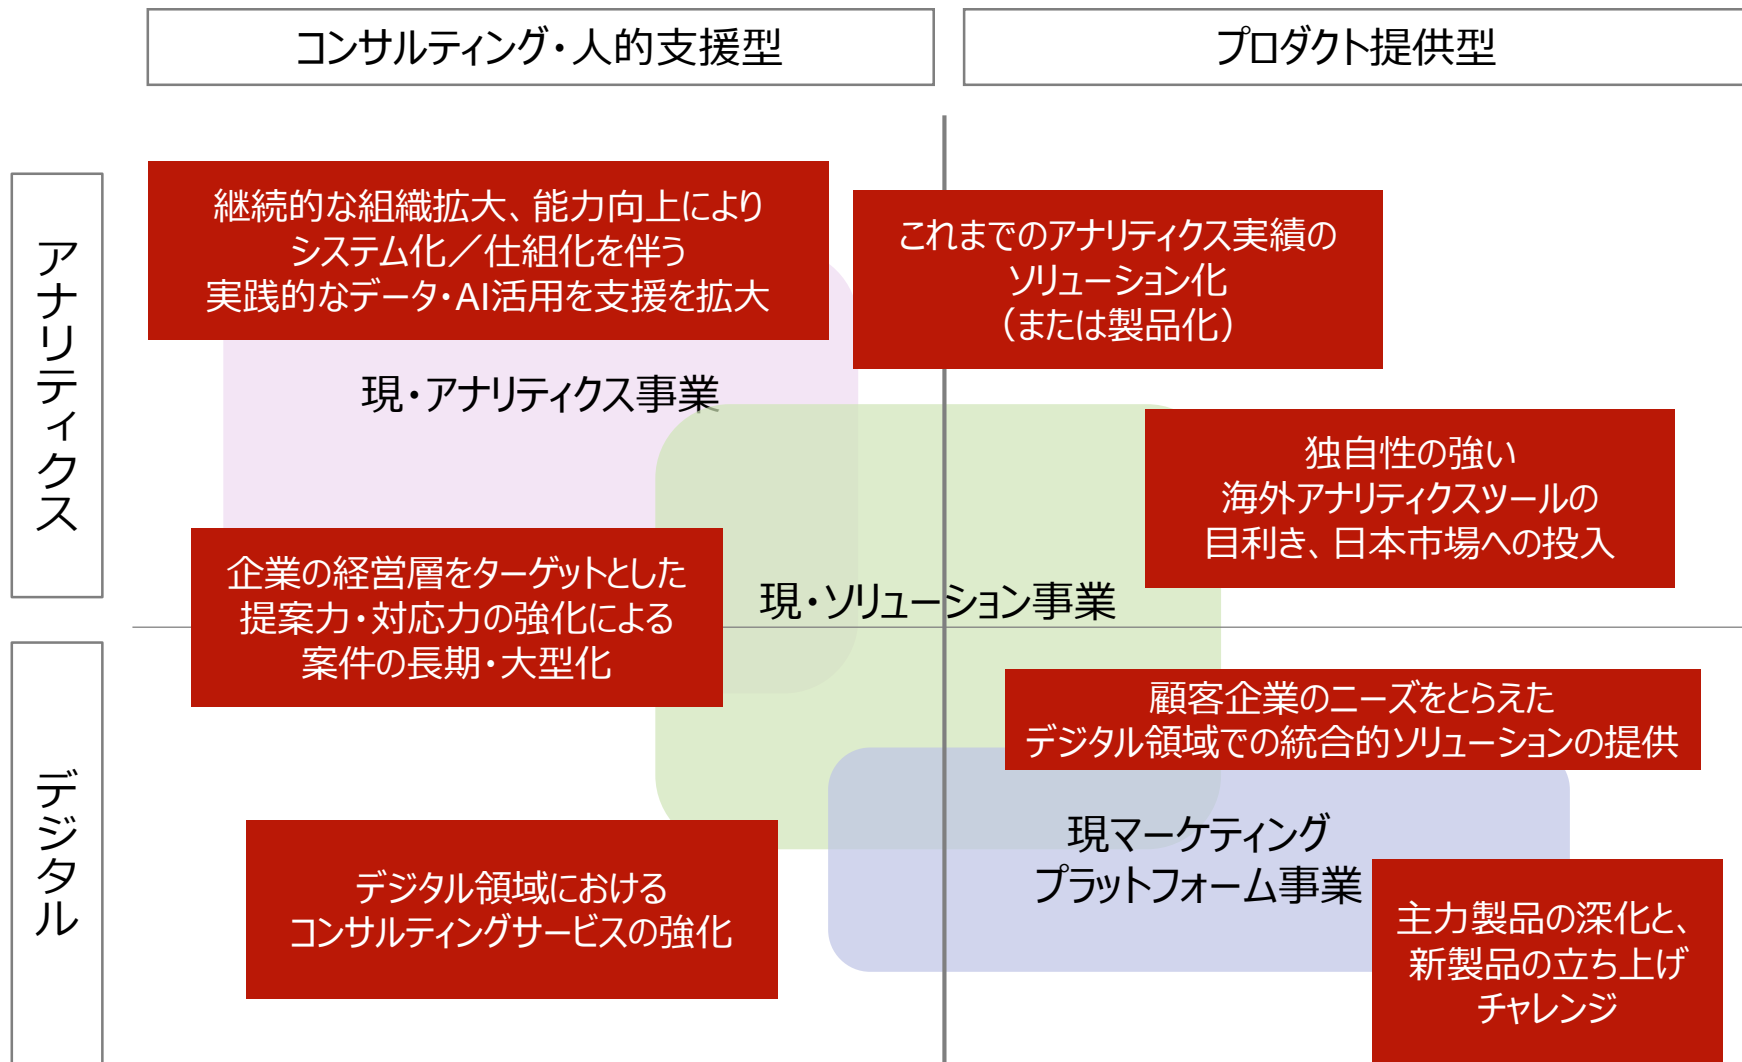 コンサルティング・人的支援型
プロダクト提供型
アナリティクス
継続的な組織拡大、能力向上により
システム化／仕組化を伴う
実践的なデータ・AI活用を支援を拡大
これまでのアナリティクス実績の
ソリューション化
（または製品化）
現・アナリティクス事業
独自性の強い
海外アナリティクスツールの
目利き、日本市場への投入
企業の経営層をターゲットとした
提案力・対応力の強化による
案件の長期・大型化
現・ソリューション事業
デジタル
顧客企業のニーズをとらえた
デジタル領域での統合的ソリューションの提供
現マーケティング
プラットフォーム事業
デジタル領域における
コンサルティングサービスの強化
主力製品の深化と、
新製品の立ち上げ
チャレンジ